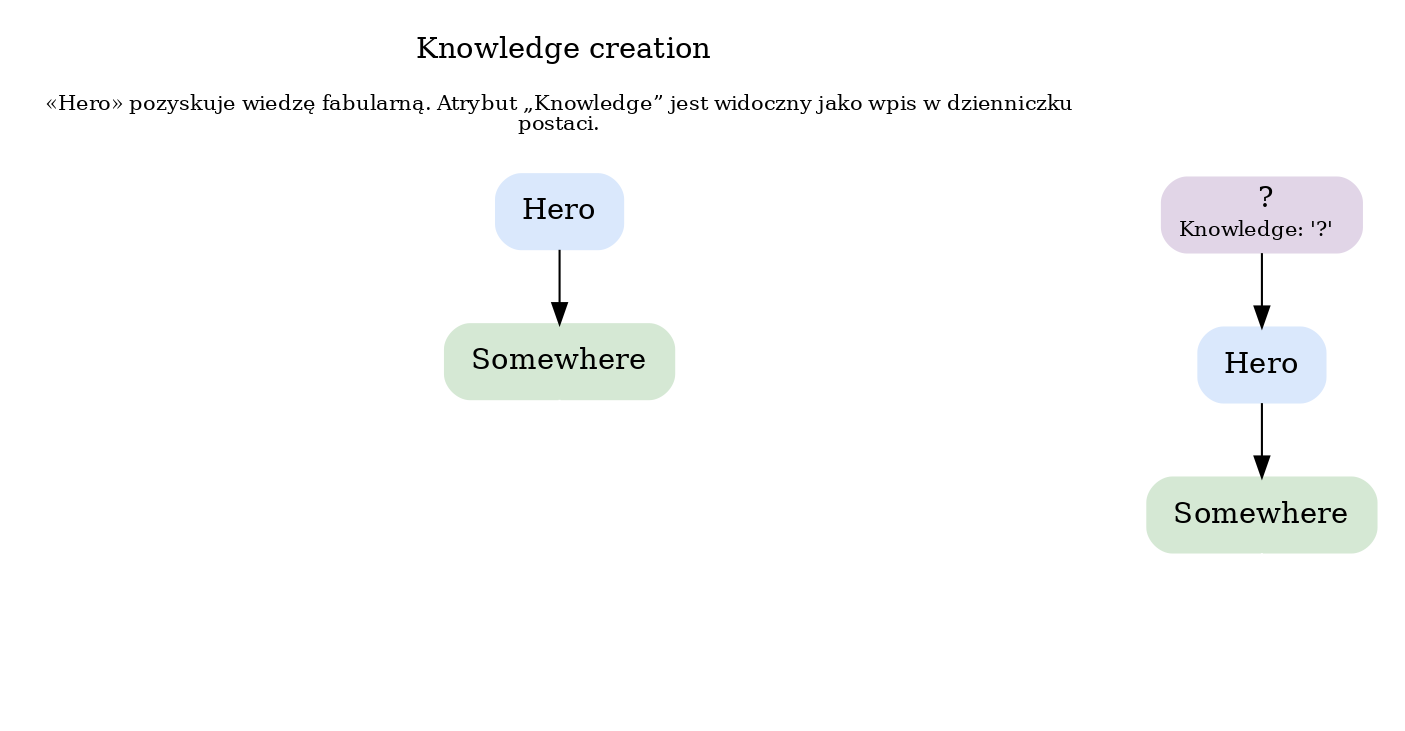 Knowledge creation
«Hero» pozyskuje wiedzę fabularną. Atrybut „Knowledge” jest widoczny jako wpis w dzienniczku
postaci.
Hero
Somewhere
?
Knowledge: '?'
Hero
Somewhere